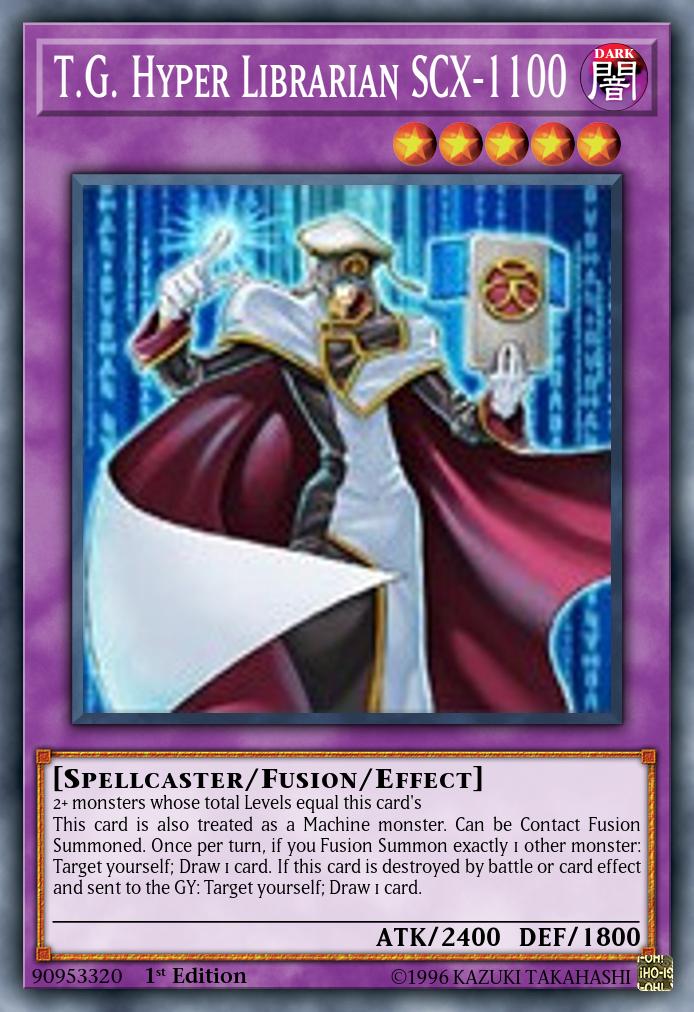 T.G. Hyper Librarian SCX-1100
DARK
闇
[Spellcaster/Fusion/Effect]
2+ monsters whose total Levels equal this card's
This card is also treated as a Machine monster. Can be Contact Fusion
Summoned. Once per turn, if you Fusion Summon exactly 1 other monster:
Target yourself; Draw 1 card. If this card is destroyed by battle or card effect
and sent to the GY: Target yourself; Draw 1 card.
ATK/2400 DEF/1800
90953320 1st Edition ©1996 KAZUKI TAKAHASHI